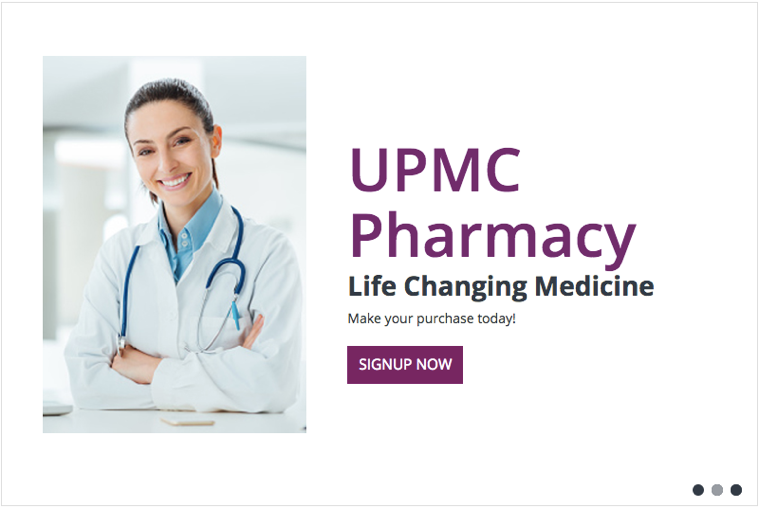 UPMC
Pharmacy
Life Changing Medicine
Make your purchase today!
SIGNUP NOW